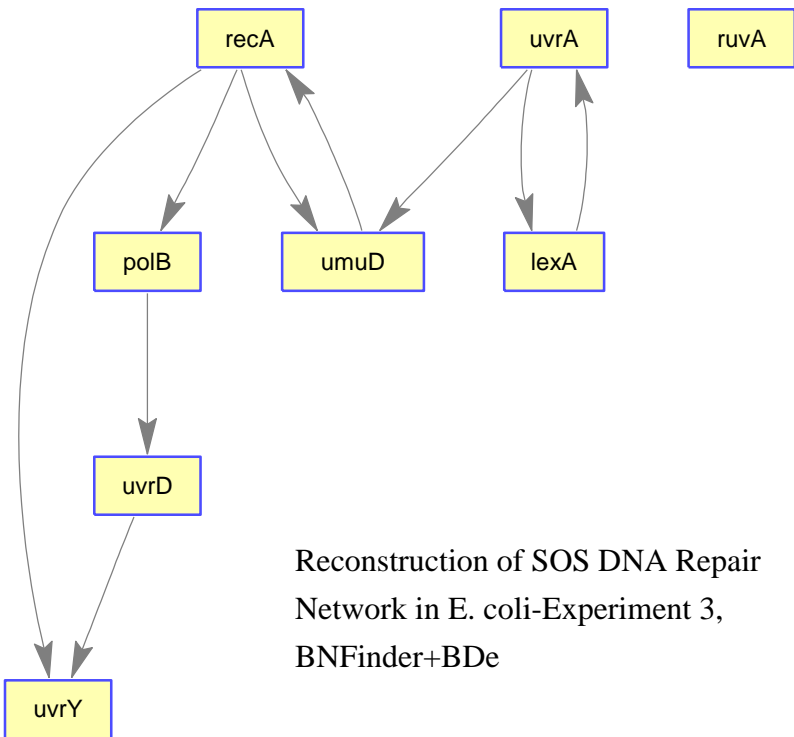 recA uvrA ruvA
polB umuD lexA
uvrD
Reconstruction of SOS DNA Repair
Network in E. coli-Experiment 3,
BNFinder+BDe
uvrY